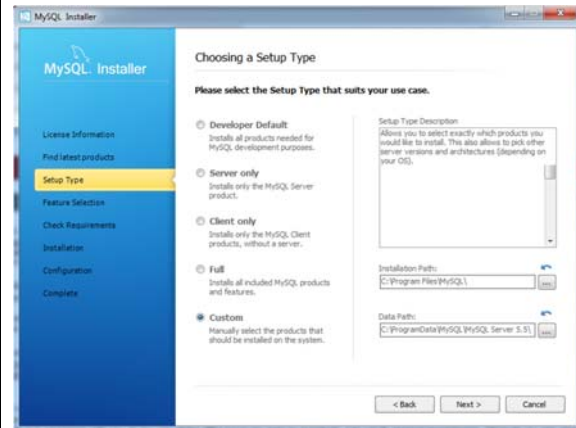 MySQL Installer
MySQL. Installer
License Information
Find latest products
Setup Type
Feature Selection
Check Requirements
Installation
Configuration
Complete
Choosing a Setup Type
Please select the Setup Type that suits your use case.
Developer Default
Installs all products needed for
MySQL development purposes.
Server only
Installs only the MySQL Server
product.
Client only
Installs only the MySQL Client
products, without a server.
Full
Installs all included MySQL products
and features.
Custom
Manually select the products that
should be installed on the system.
Setup Type Description
Allows you to select exactly which products you
would like to install. This also allows to pick other
server versions and architectures (depending on
your OS).
Installation Path:
C:\Program Files\MySQL\
...
Data Path:
C:\ProgramData\MySQL\MySQL Server 5.5\
...
< Back
Next >
Cancel